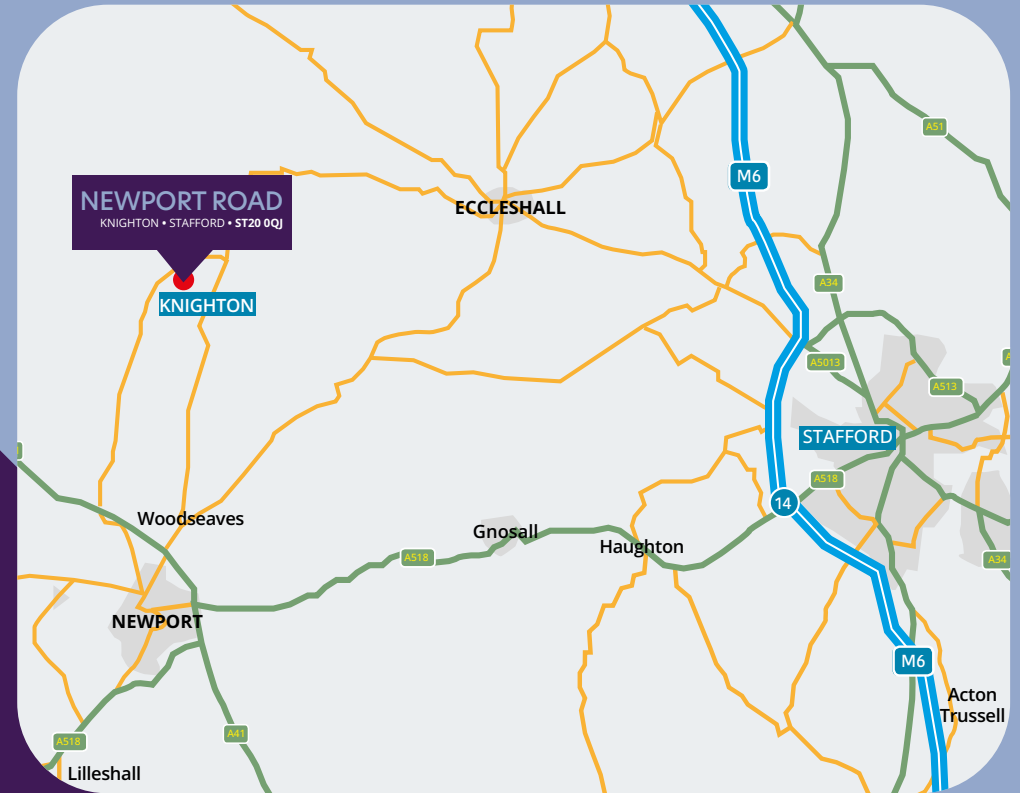 A51
M6
NEWPORT ROAD
KNIGHTON • STAFFORD • ST20 0QJ
ECCLESHALL
A34
KNIGHTON
A5013
A513
STAFFORD
A518
14
Woodseaves
Gnosall
Haughton
A518
A34
NEWPORT
M6
Acton
Trussell
A41
A518
Lilleshall